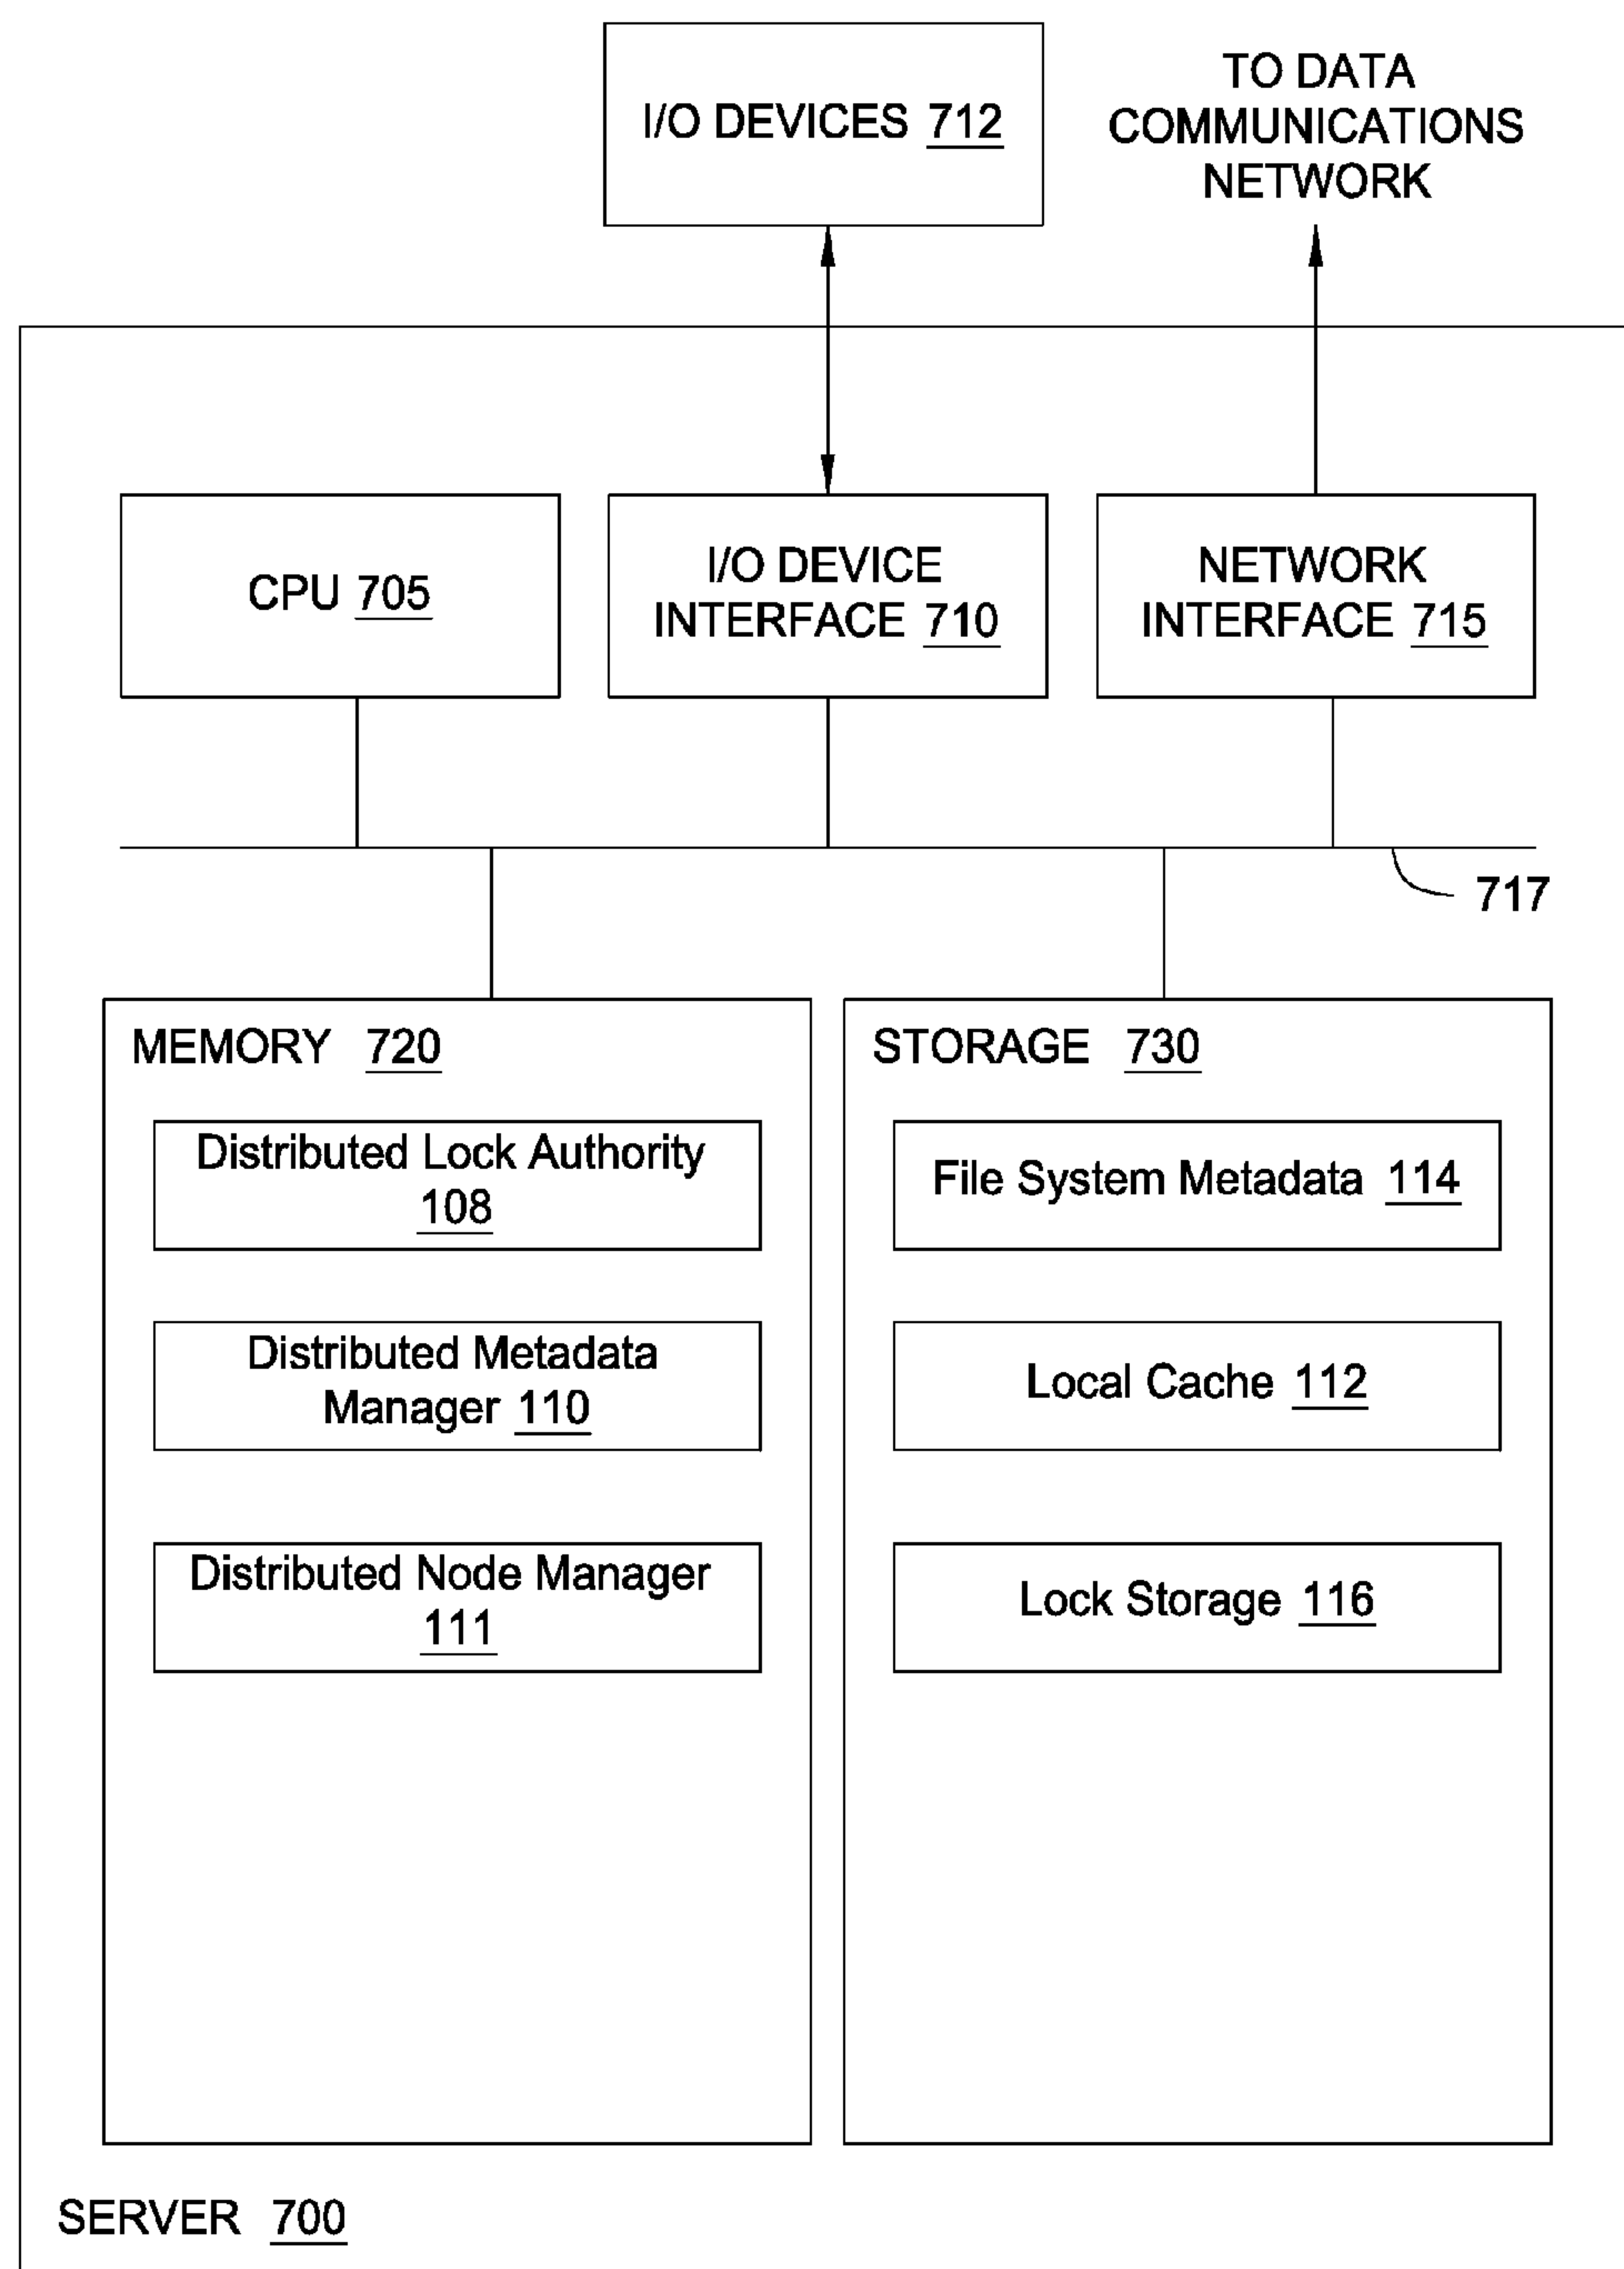 I/O DEVICES 712
TO DATA
COMMUNICATIONS
NETWORK
CPU 705
I/O DEVICE
INTERFACE 710
NETWORK
INTERFACE 715
717
MEMORY 720
Distributed Lock Authority
108
Distributed Metadata
Manager 110
Distributed Node Manager
111
STORAGE 730
File System Metadata 114
Local Cache 112
Lock Storage 116
SERVER 700